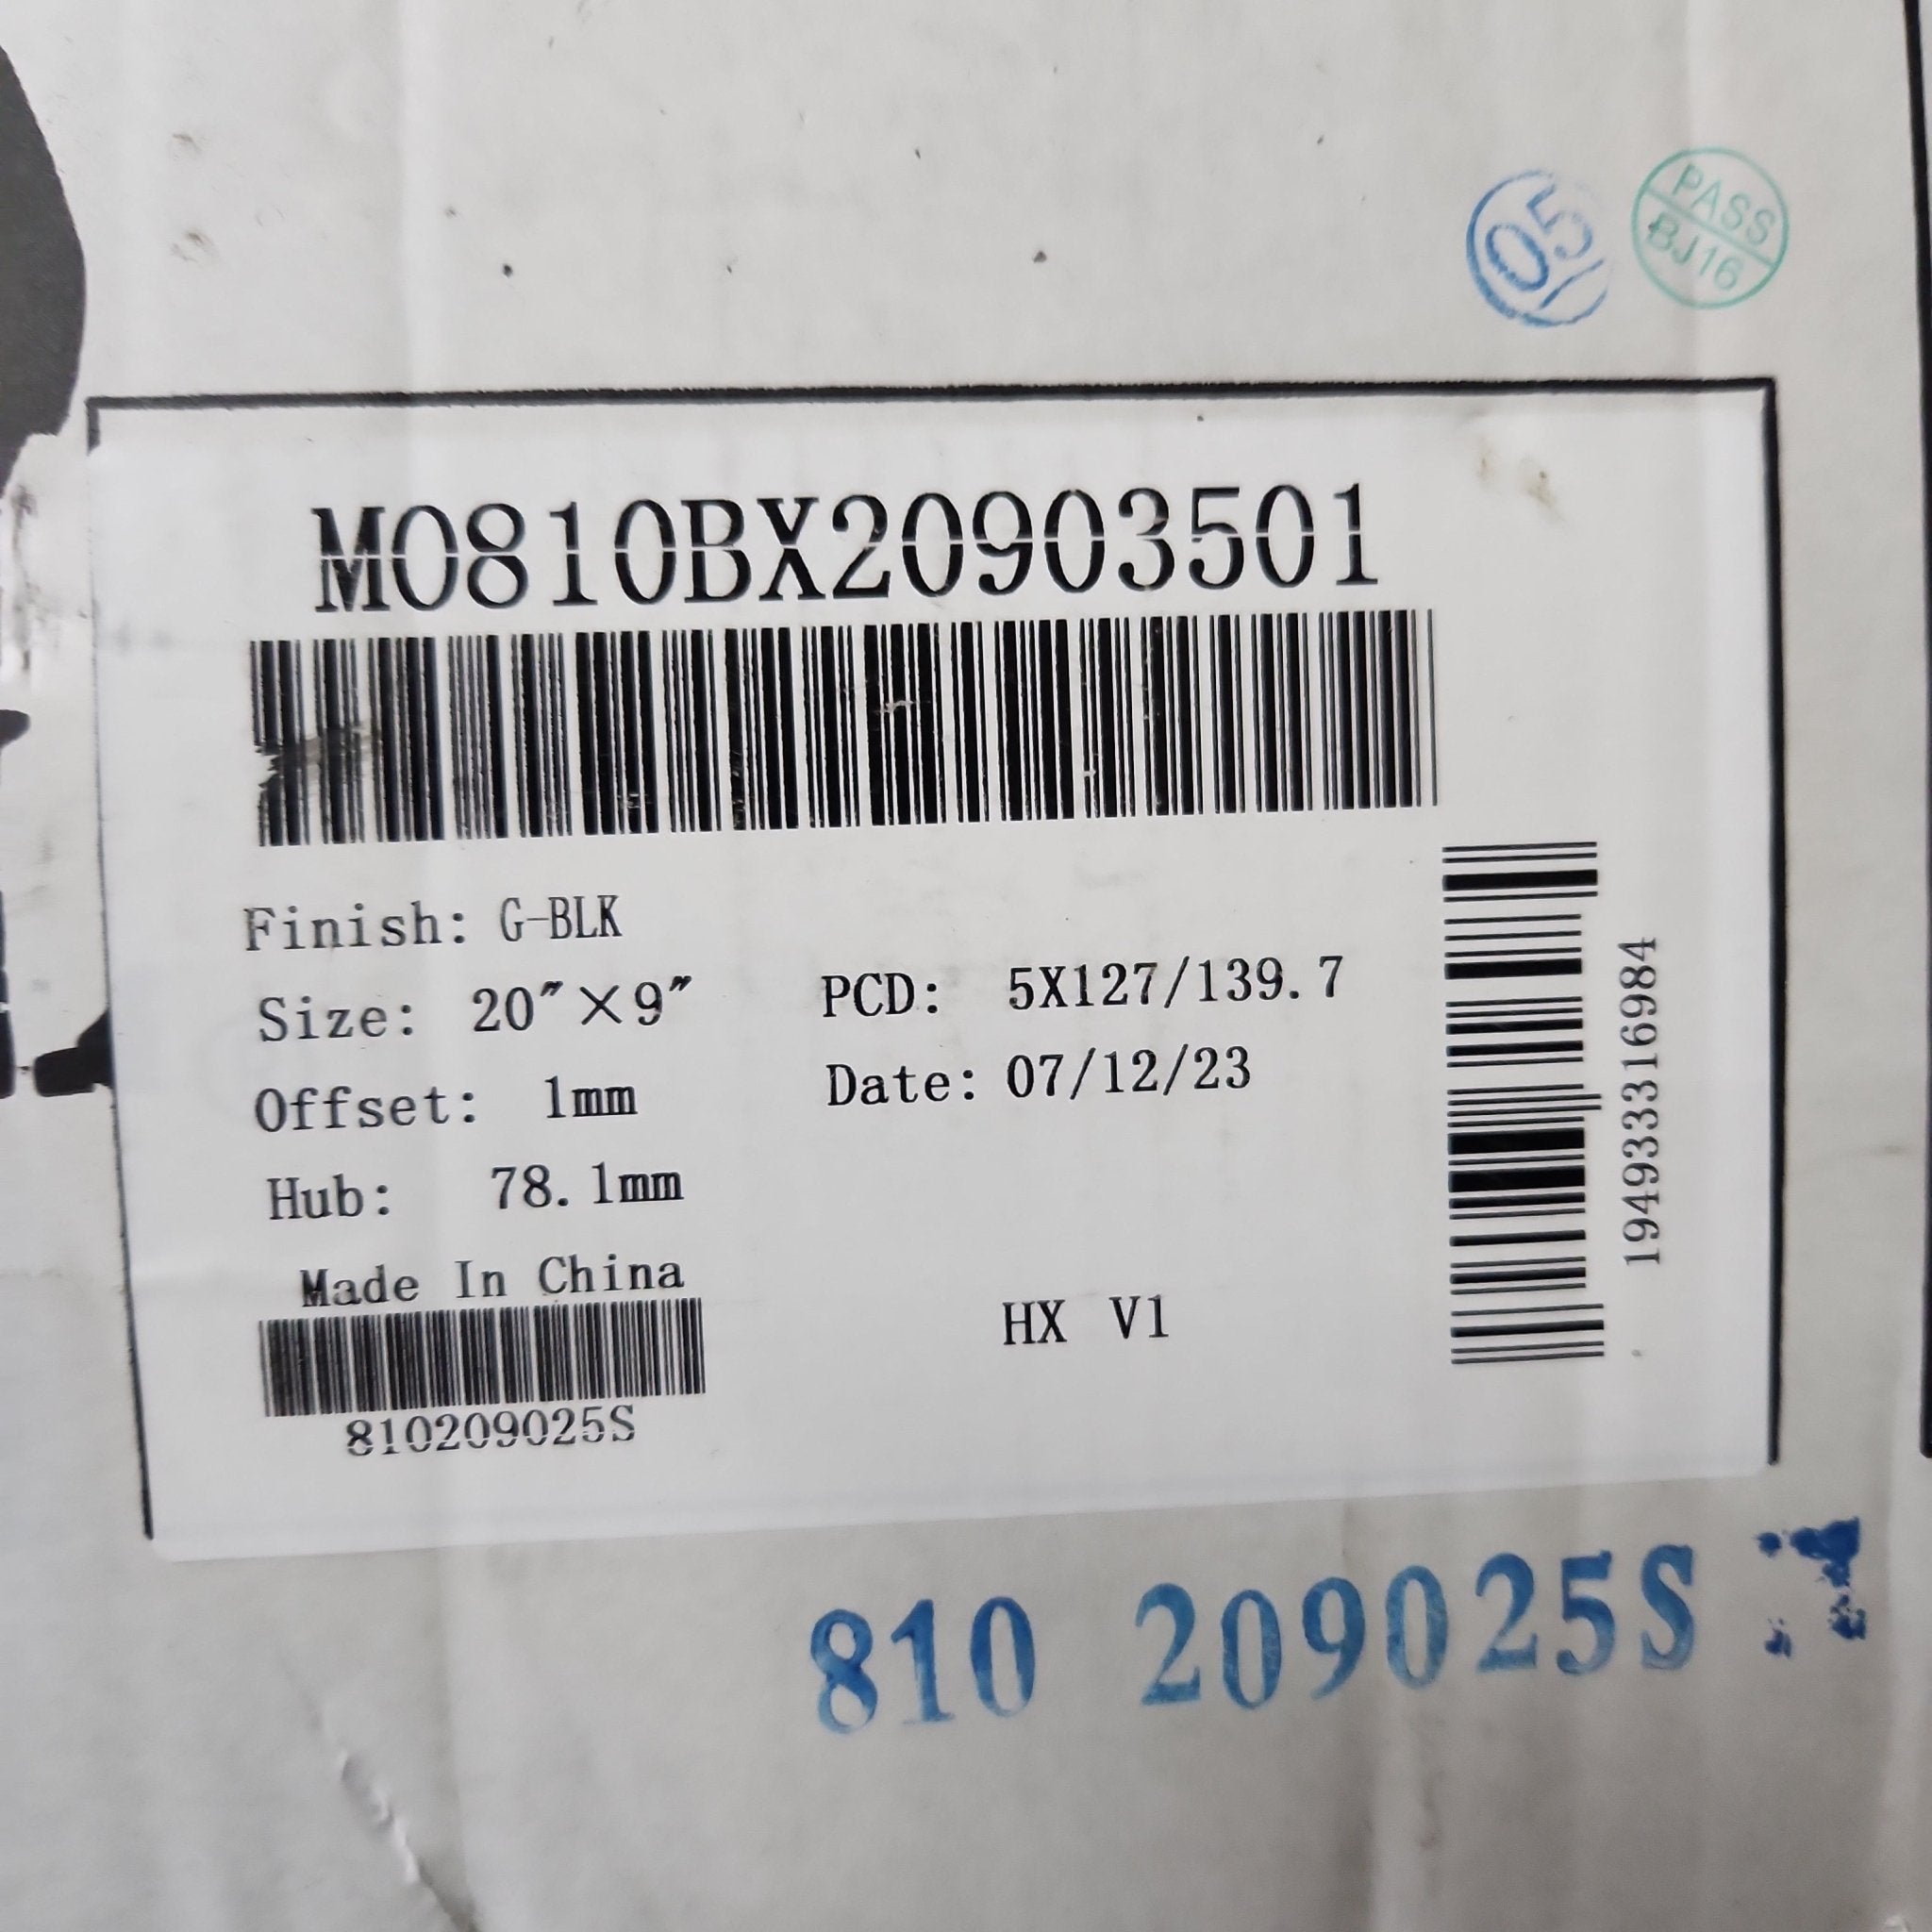 05
PASS
BJ16
MO810BX20903501
Finish: G-BLK
Size: 20"×9"
PCD: 5X127/139.7
Offset: 1mm
Date: 07/12/23
Hub: 78.1mm
Made In China
HX V1
810209025S
194933316984
810 209025S